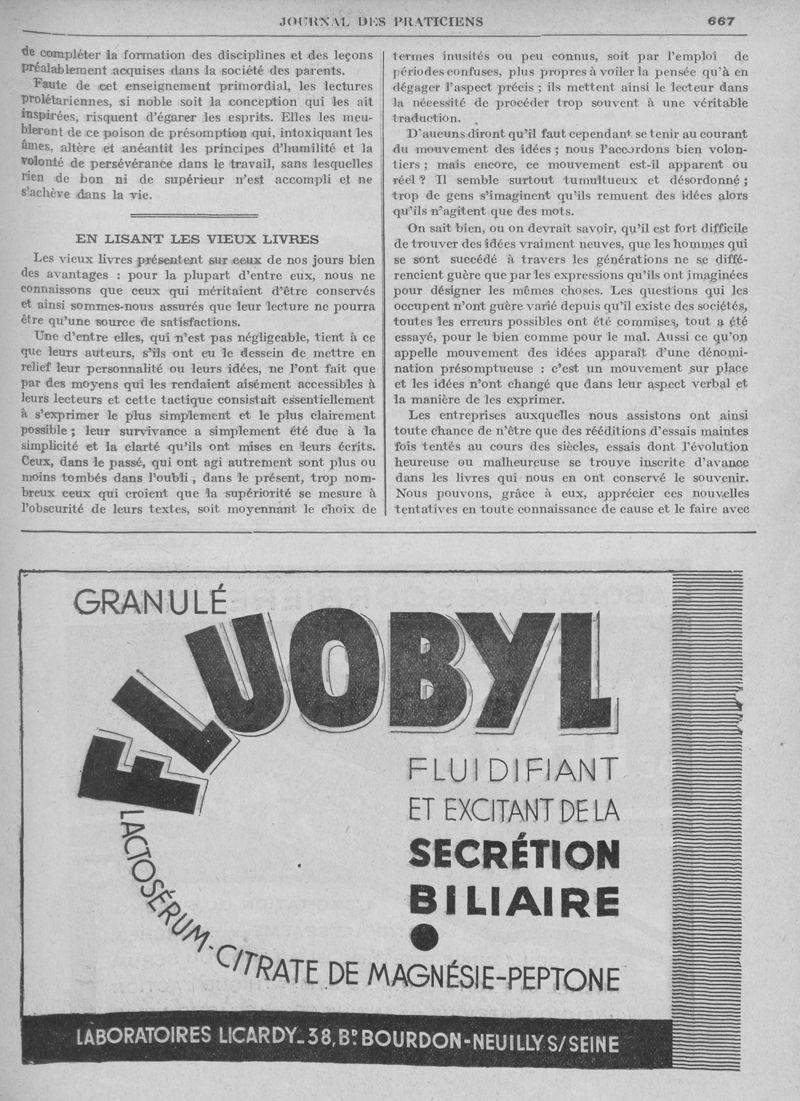 JOURNAL DES PRATICIENS
667
de compléter la formation des disciplines et des leçons
préalablement acquises dans la société des parents.
Faute de cet enseignement primordial, les lectures
prolétariennes, si noble soit la conception qui les ait
inspirées, risquent d'égarer les esprits. Elles les meu-
bleront de ce poison de présomption qui, intoxiquant les
âmes, altère et anéantit les principes d'humilité et la
volonté de persévérance dans le travail, sans lesquelles
rien de bon ni de supérieur n'est accompli et ne
s'achève dans la vie.
EN LISANT LES VIEUX LIVRES
Les vieux livres présentent sur ceux de nos jours bien
des avantages : pour la plupart d'entre eux, nous ne
connaissons que ceux qui méritaient d'être conservés
et ainsi sommes-nous assurés que leur lecture ne pourra
être qu'une source de satisfactions.
Une d'entre elles, qui n'est pas négligeable, tient à ce
que leurs auteurs, s'ils ont eu le dessein de mettre en
relief leur personnalité ou leurs idées, ne l'ont fait que
par des moyens qui les rendaient aisément accessibles à
leurs lecteurs et cette tactique consistait essentiellement
à s'exprimer le plus simplement et le plus clairement
possible ; leur survivance a simplement été due à la
simplicité et la clarté qu'ils ont mises en leurs écrits.
Ceux, dans le passé, qui ont agi autrement sont plus ou
moins tombés dans l'oubli , dans le présent, trop nom-
breux ceux qui croient que la supériorité se mesure à
l'obscurité de leurs textes, soit moyennant le choix de
termes inusités ou peu connus, soit par l'emploi de
périodes confuses, plus propres à voiler la pensée qu'à en
dégager l'aspect précis ; ils mettent ainsi le lecteur dans
la nécessité de procéder trop souvent à une véritable
traduction.
D'aucuns diront qu'il faut cependant se tenir au courant
du mouvement des idées ; nous l'accordons bien volon-
tiers ; mais encore, ce mouvement est-il apparent ou
réel ? Il semble surtout tumultueux et désordonné ;
trop de gens s'imaginent qu'ils remuent des idées alors
qu'ils n'agitent que des mots.
On sait bien, ou on devrait savoir, qu'il est fort difficile
de trouver des idées vraiment neuves, que les hommes qui
se sont succédé à travers les générations ne se diffé-
rencient guère que par les expressions qu'ils ont imaginées
pour désigner les mêmes choses. Les questions qui les
occupent n'ont guère varié depuis qu'il existe des sociétés,
toutes les erreurs possibles ont été commises, tout a été
essayé, pour le bien comme pour le mal. Aussi ce qu'on
appelle mouvement des idées apparaît d'une dénomi-
nation présomptueuse : c'est un mouvement sur place
et les idées n'ont changé que dans leur aspect verbal et
la manière de les exprimer.
Les entreprises auxquelles nous assistons ont ainsi
toute chance de n'être que des rééditions d'essais maintes
fois tentés au cours des siècles, essais dont l'évolution
heureuse ou malheureuse se trouve inscrite d'avance
dans les livres qui nous en ont conservé le souvenir.
Nous pouvons, grâce à eux, apprécier ces nouvelles
tentatives en toute connaissance de cause et le faire avec
GRANULÉ
FLUOBYL
FLUIDIFIANT
ET EXCITANT DE LA
SECRÉTION
BILIAIRE
LACTOSÉRUM-CITRATE DE MAGNÉSIE-PEPTONE
LABORATOIRES LICARDY_38, Bᴰ BOURDON-NEUILLY S/SEINE